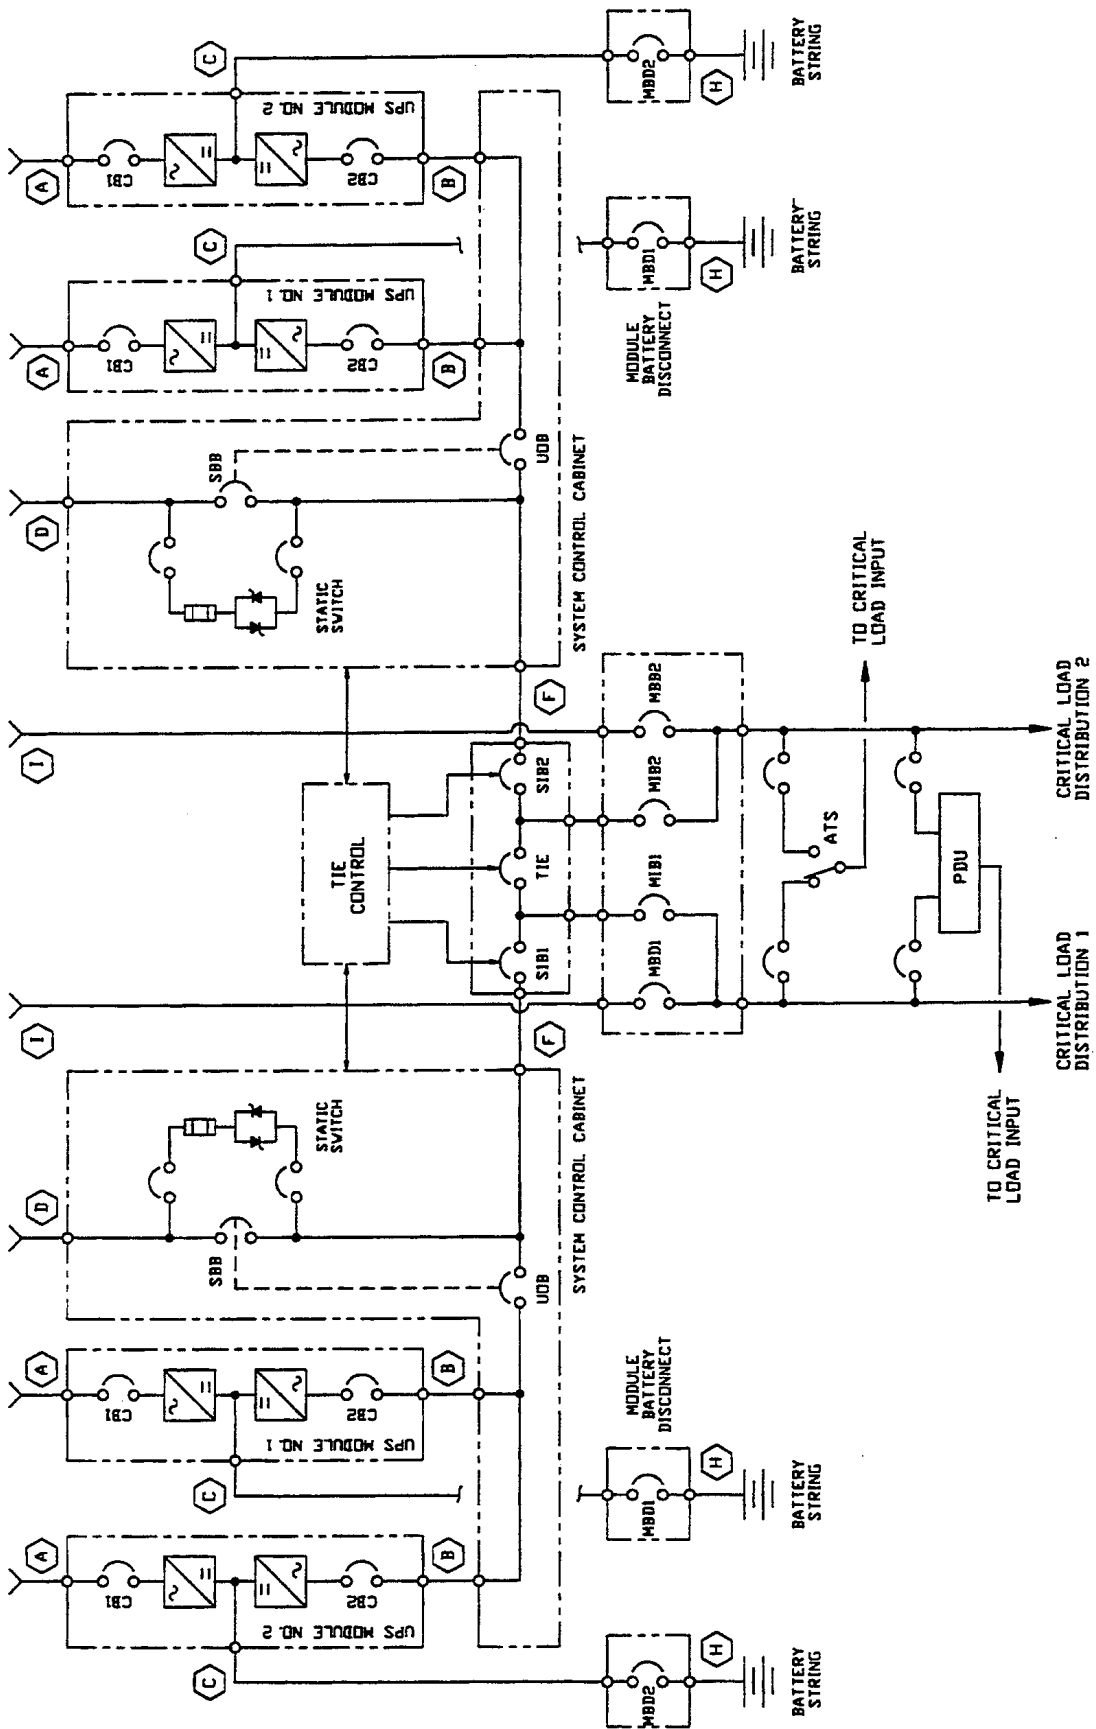 A
A
D
I
I
D
A
A
CB1
CB1
CB1
CB1
C
C
SBB
SBB
C
C
UPS MODULE NO. 2
UPS MODULE NO. 1
UPS MODULE NO. 1
UPS MODULE NO. 2
STATIC
SWITCH
TIE
CONTROL
STATIC
SWITCH
CB2
CB2
CB2
CB2
B
B
B
B
UOB
SIB1
TIE
SIB2
UOB
F
F
SYSTEM CONTROL CABINET
SYSTEM CONTROL CABINET
MBD2
MBD1
MODULE
BATTERY
DISCONNECT
MBD1
MIB1
MIB2
MBB2
MODULE
BATTERY
DISCONNECT
MBD1
MBD2
H
H
H
H
BATTERY
STRING
BATTERY
STRING
BATTERY
STRING
BATTERY
STRING
ATS
TO CRITICAL
LOAD INPUT
PDU
TO CRITICAL
LOAD INPUT
CRITICAL LOAD
DISTRIBUTION 1
CRITICAL LOAD
DISTRIBUTION 2